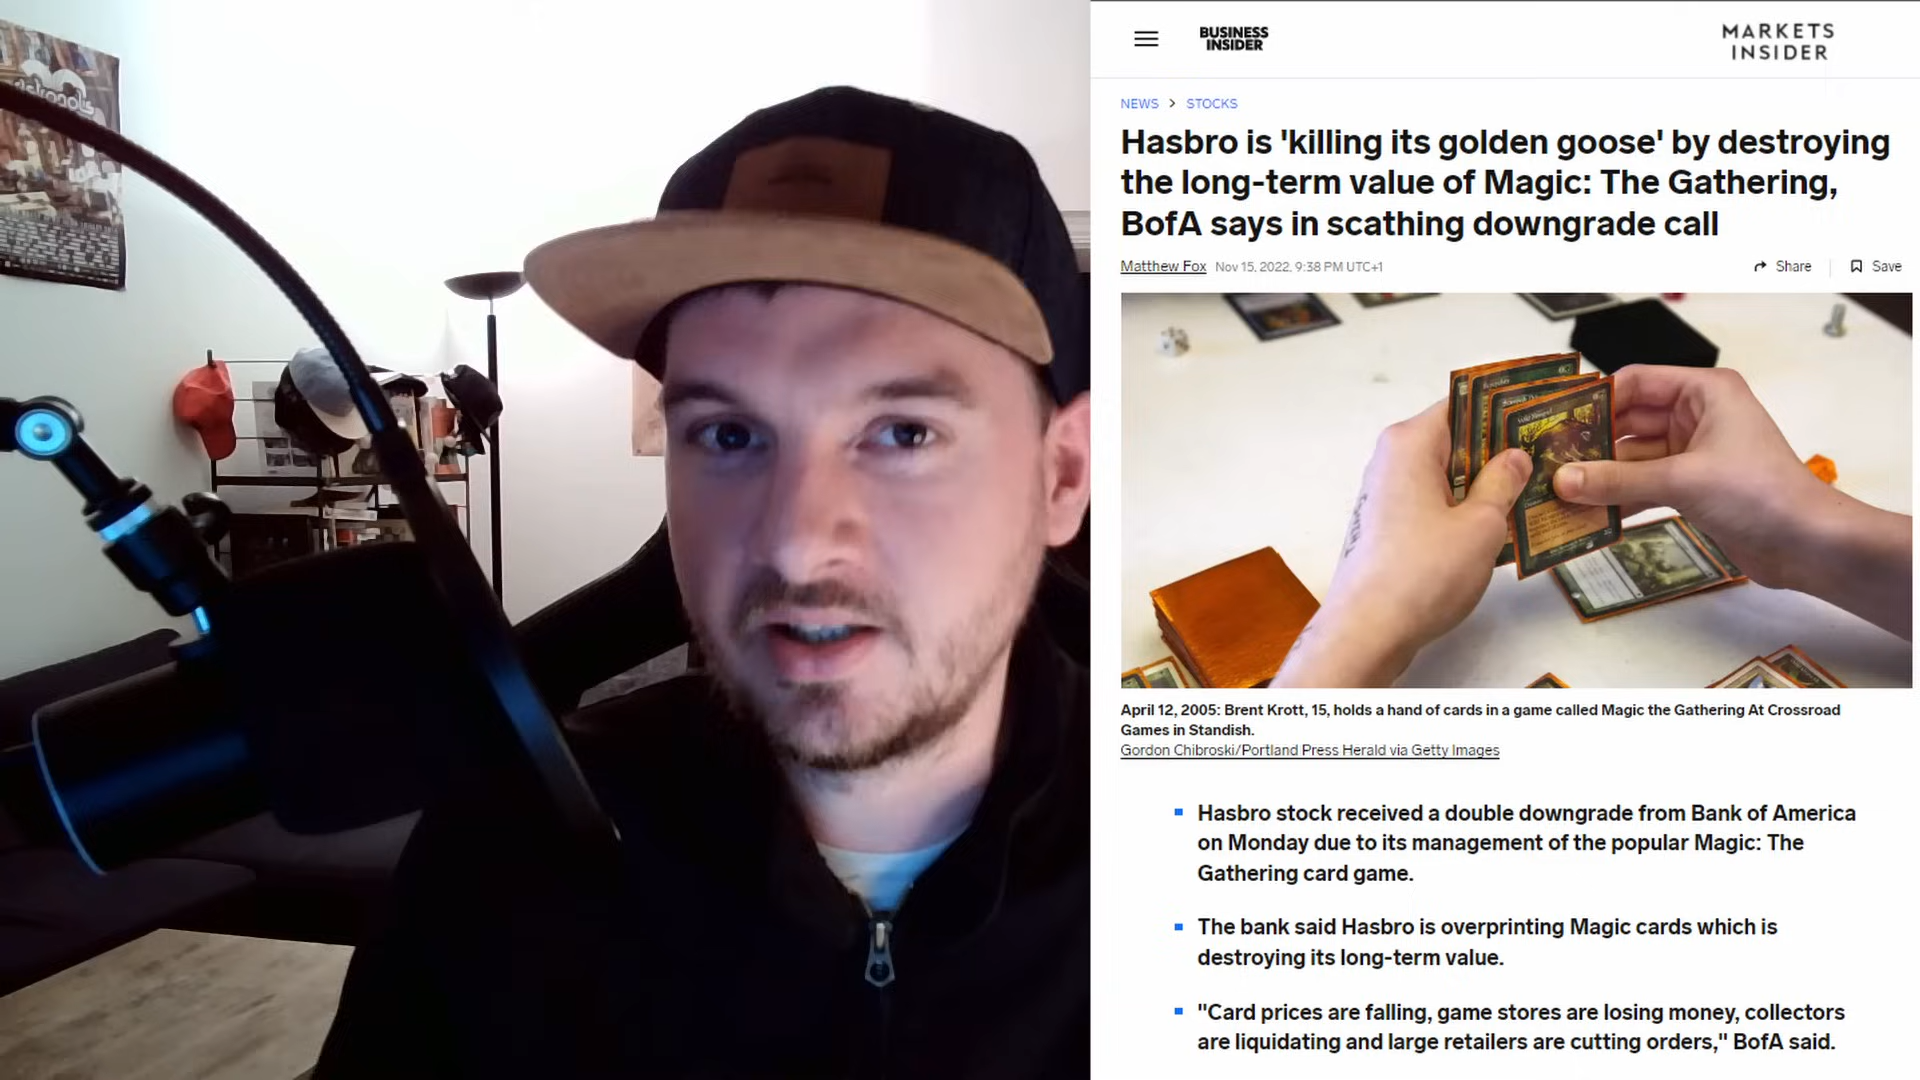 BUSINESS
INSIDER
MARKETS
INSIDER
NEWS > STOCKS
Hasbro is 'killing its golden goose' by destroying
the long-term value of Magic: The Gathering,
BofA says in scathing downgrade call
Matthew Fox Nov 15, 2022, 9:38 PM UTC+1
Share
Save
April 12, 2005: Brent Krott, 15, holds a hand of cards in a game called Magic the Gathering At Crossroad
Games in Standish.
Gordon Chibroski/Portland Press Herald via Getty Images
Hasbro stock received a double downgrade from Bank of America
on Monday due to its management of the popular Magic: The
Gathering card game.
The bank said Hasbro is overprinting Magic cards which is
destroying its long-term value.
"Card prices are falling, game stores are losing money, collectors
are liquidating and large retailers are cutting orders," BofA said.